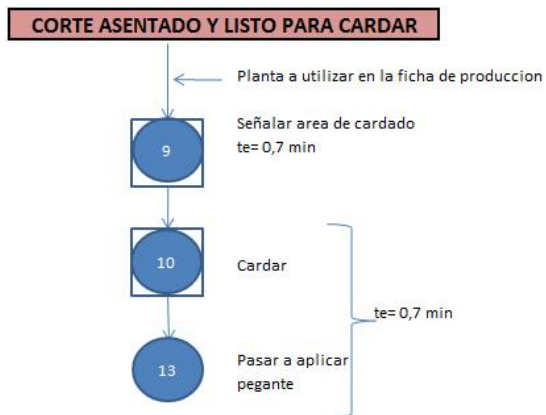 CORTE ASENTADO Y LISTO PARA CARDAR
Planta a utilizar en la ficha de produccion
9
Señalar area de cardado
te= 0,7 min
10
Cardar
te= 0,7 min
13
Pasar a aplicar
pegante